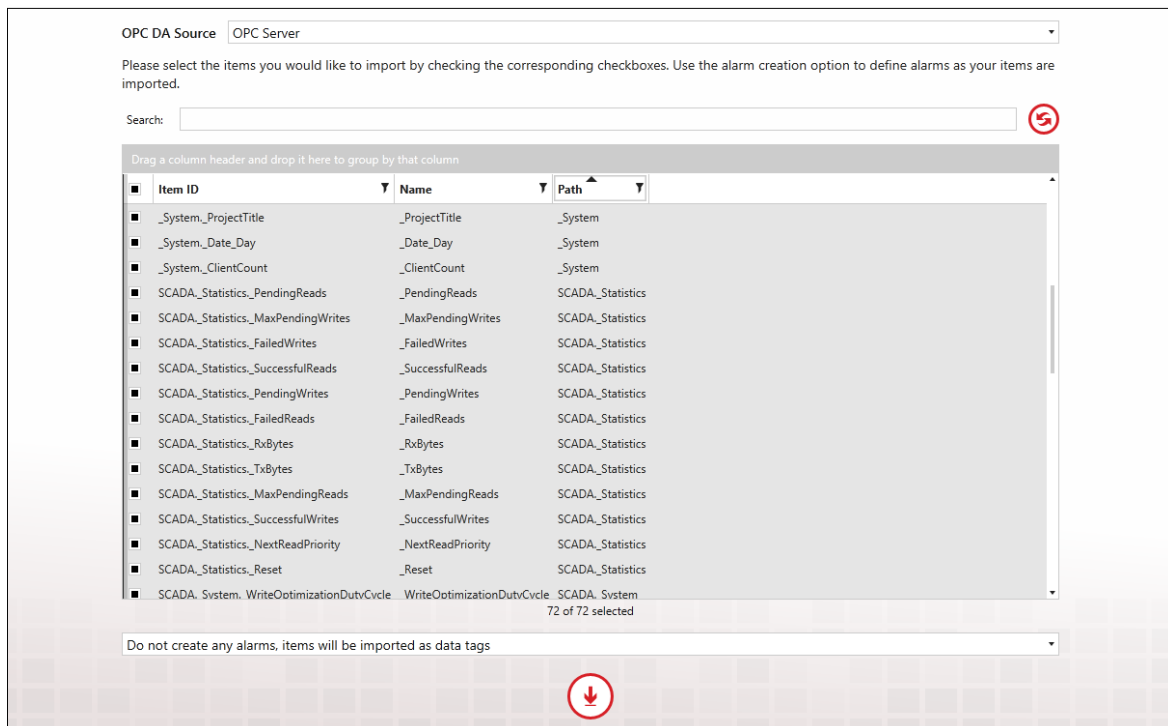 OPC DA Source OPC Server
Please select the items you would like to import by checking the corresponding checkboxes. Use the alarm creation option to define alarms as your items are
imported.
Search:
Drag a column header and drop it here to group by that column
Item ID Name Path
_System._ProjectTitle _ProjectTitle _System
_System._Date_Day _Date_Day _System
_System._ClientCount _ClientCount _System
SCADA._Statistics._PendingReads _PendingReads SCADA._Statistics
SCADA._Statistics._MaxPendingWrites _MaxPendingWrites SCADA._Statistics
SCADA._Statistics._FailedWrites _FailedWrites SCADA._Statistics
SCADA._Statistics._SuccessfulReads _SuccessfulReads SCADA._Statistics
SCADA._Statistics._PendingWrites _PendingWrites SCADA._Statistics
SCADA._Statistics._FailedReads _FailedReads SCADA._Statistics
SCADA._Statistics._RxBytes _RxBytes SCADA._Statistics
SCADA._Statistics._TxBytes _TxBytes SCADA._Statistics
SCADA._Statistics._MaxPendingReads _MaxPendingReads SCADA._Statistics
SCADA._Statistics._SuccessfulWrites _SuccessfulWrites SCADA._Statistics
SCADA._Statistics._NextReadPriority _NextReadPriority SCADA._Statistics
SCADA._Statistics._Reset _Reset SCADA._Statistics
SCADA._System._WriteOptimizationDutyCycle _WriteOptimizationDutyCycle SCADA._System
72 of 72 selected
Do not create any alarms, items will be imported as data tags